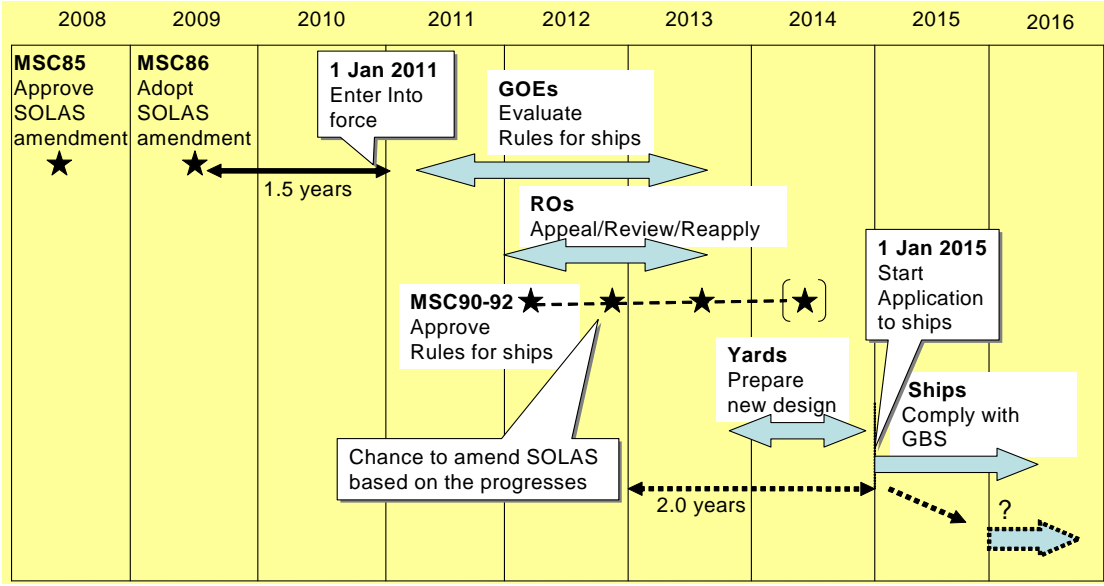 2008 2009 2010 2011 2012 2013 2014 2015 2016
MSC85
Approve
SOLAS
amendment
MSC86
Adopt
SOLAS
amendment
1 Jan 2011
Enter Into
force
1.5 years
GOEs
Evaluate
Rules for ships
ROs
Appeal/Review/Reapply
MSC90-92
Approve
Rules for ships
1 Jan 2015
Start
Application
to ships
Yards
Prepare
new design
Ships
Comply with
GBS
Chance to amend SOLAS
based on the progresses
2.0 years
?